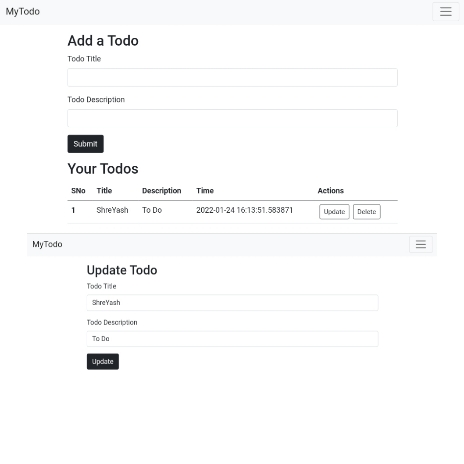 MyTodo
Add a Todo
Todo Title
Todo Description
Submit
Your Todos
SNo Title Description Time Actions
1 ShreYash To Do 2022-01-24 16:13:51.583871 Update Delete
MyTodo
Update Todo
Todo Title
ShreYash
Todo Description
To Do
Update